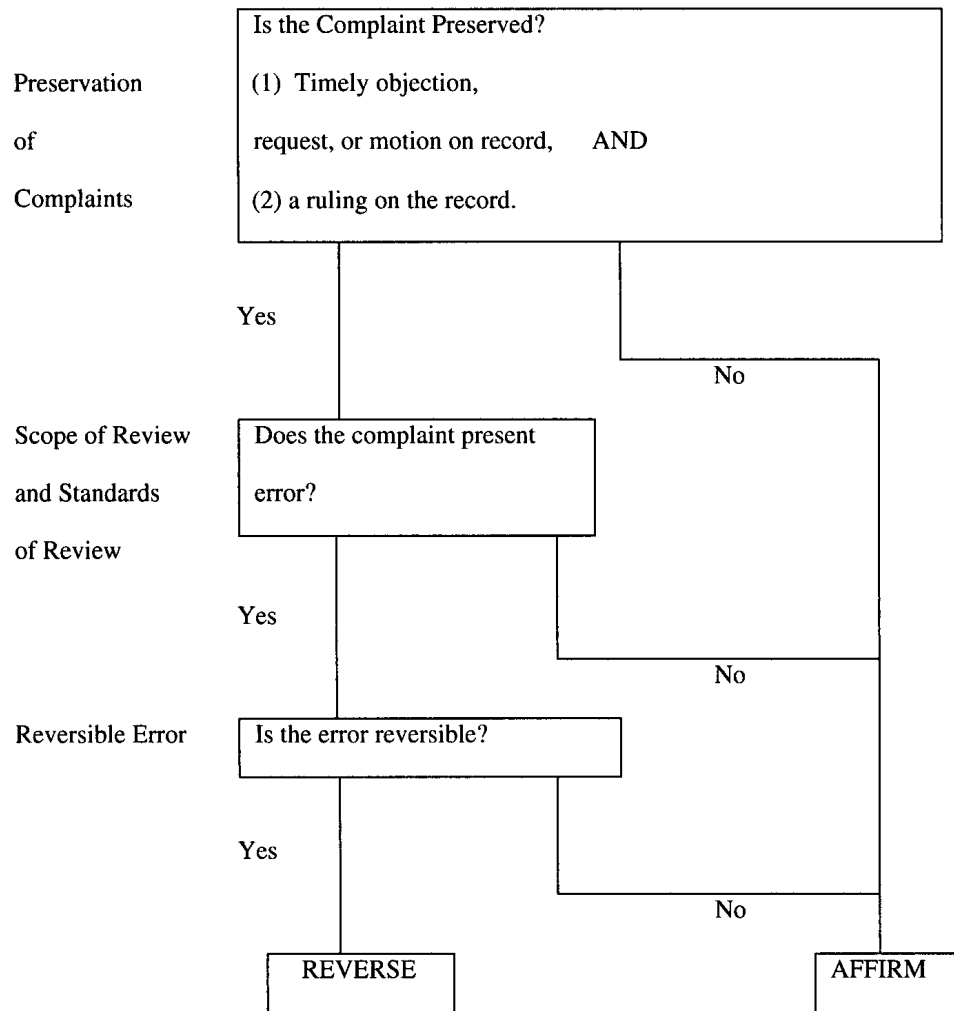 Is the Complaint Preserved?
Preservation
(1) Timely objection,
of
request, or motion on record, AND
Complaints
(2) a ruling on the record.
Yes
No
Scope of Review
Does the complaint present
and Standards
error?
of Review
Yes
No
Reversible Error
Is the error reversible?
Yes
No
REVERSE
AFFIRM